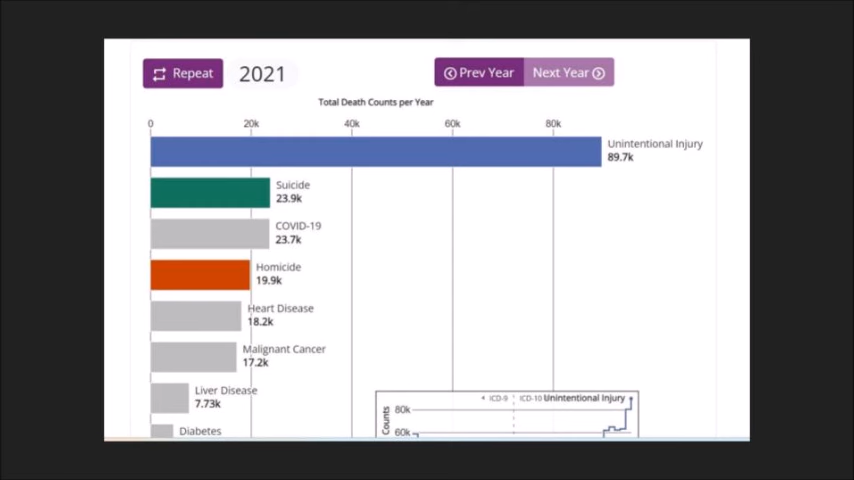 Repeat
2021
Prev Year
Next Year
Total Death Counts per Year
0 20k 40k 60k 80k
Unintentional Injury
89.7k
Suicide
23.9k
COVID-19
23.7k
Homicide
19.9k
Heart Disease
18.2k
Malignant Cancer
17.2k
Liver Disease
7.73k
Diabetes
ICD-9 ICD-10 Unintentional Injury
Counts
80k
60k